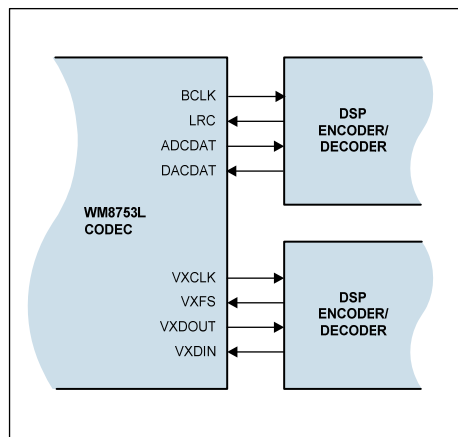 BCLK
LRC
ADCDAT
DACDAT
DSP
ENCODER/
DECODER
WM8753L
CODEC
VXCLK
VXFS
VXDOUT
VXDIN
DSP
ENCODER/
DECODER